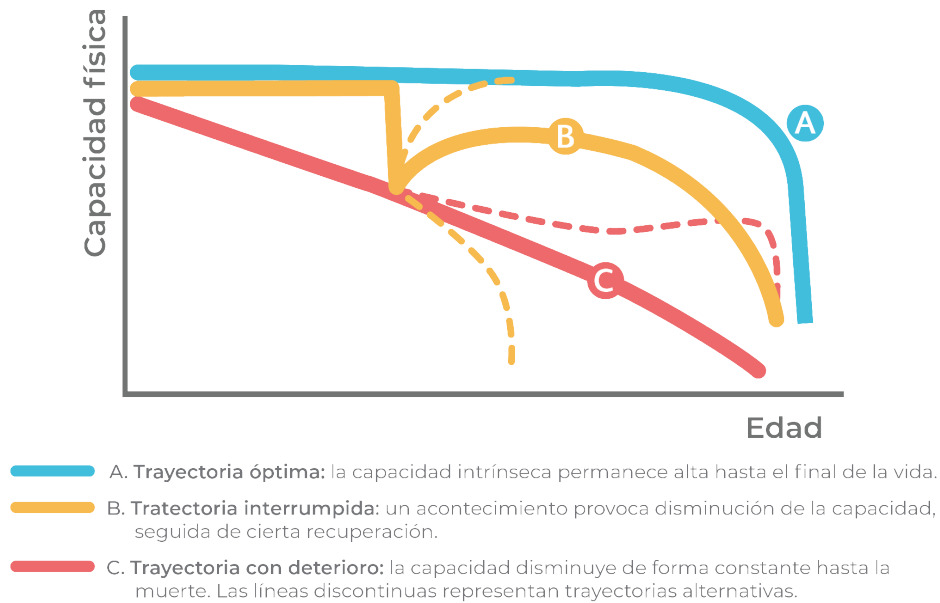 Capacidad física
A
B
C
Edad
A. Trayectoria óptima: la capacidad intrínseca permanece alta hasta el final de la vida.
B. Tratectoria interrumpida: un acontecimiento provoca disminución de la capacidad,
seguida de cierta recuperación.
C. Trayectoria con deterioro: la capacidad disminuye de forma constante hasta la
muerte. Las líneas discontinuas representan trayectorias alternativas.